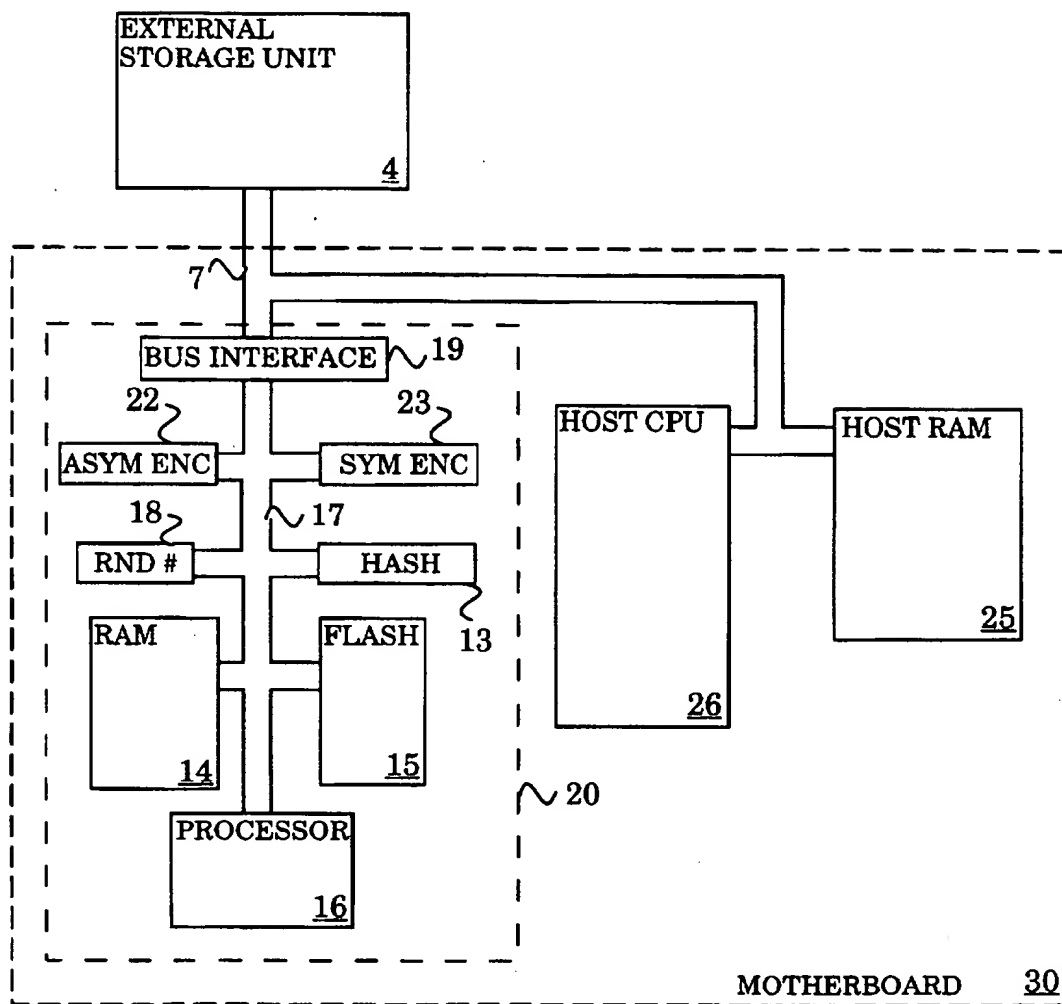 EXTERNAL
STORAGE UNIT
4
7
BUS INTERFACE
19
22
23
ASYM ENC
SYM ENC
17
18
RND #
HASH
13
RAM
14
FLASH
15
PROCESSOR
16
20
HOST CPU
26
HOST RAM
25
MOTHERBOARD 30